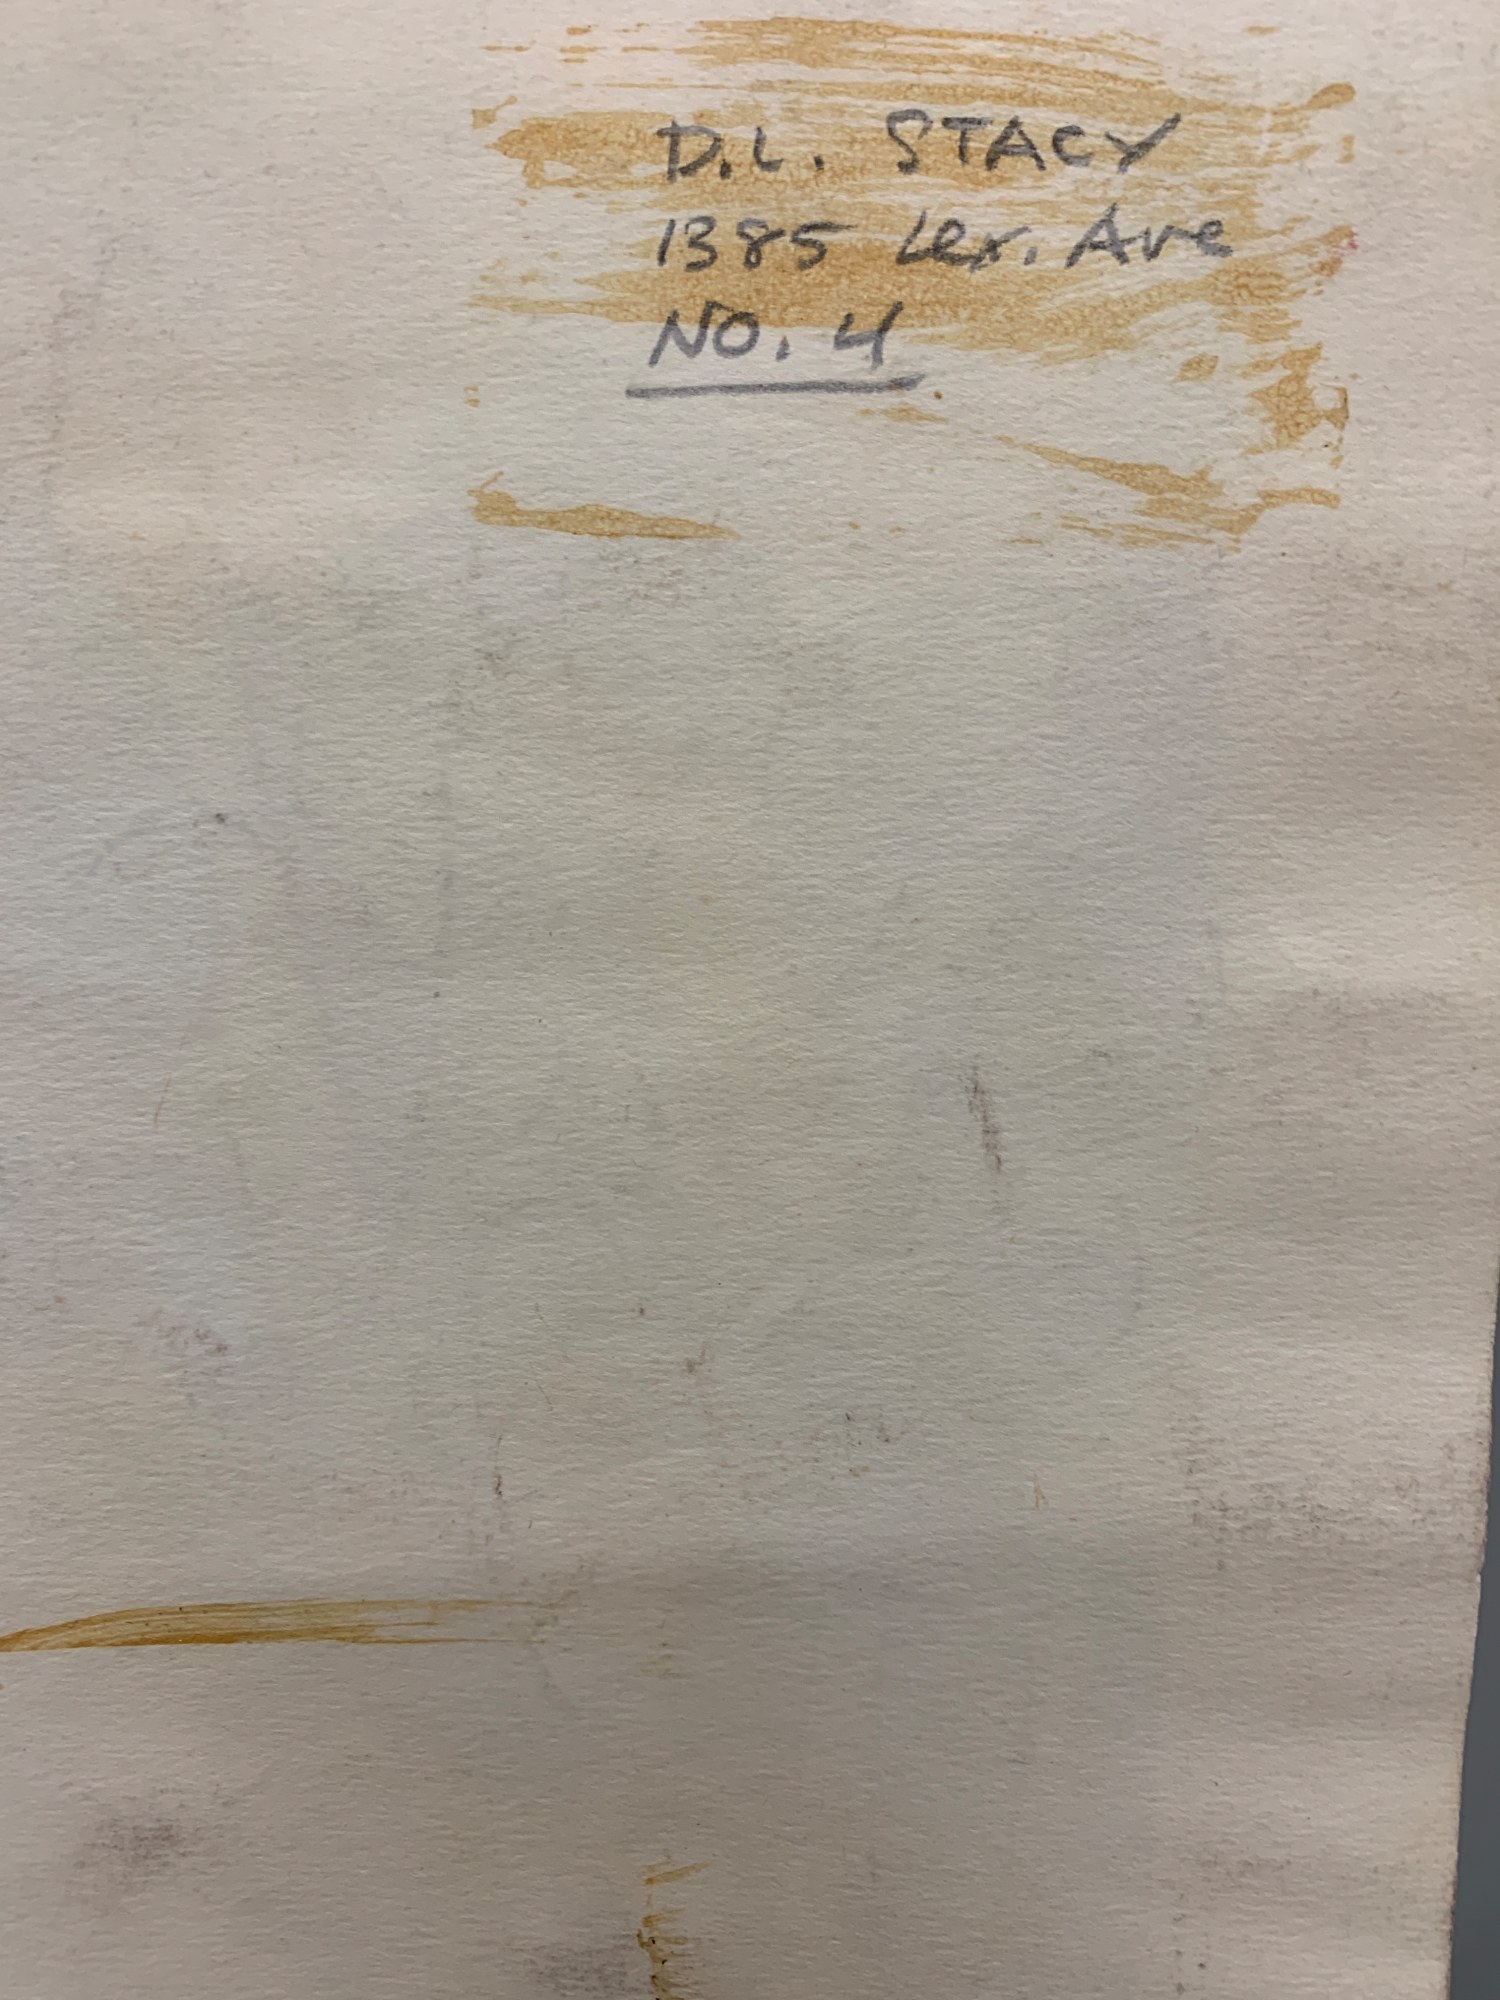 D.L. STACY
1385 Lex. Ave
NO. 4